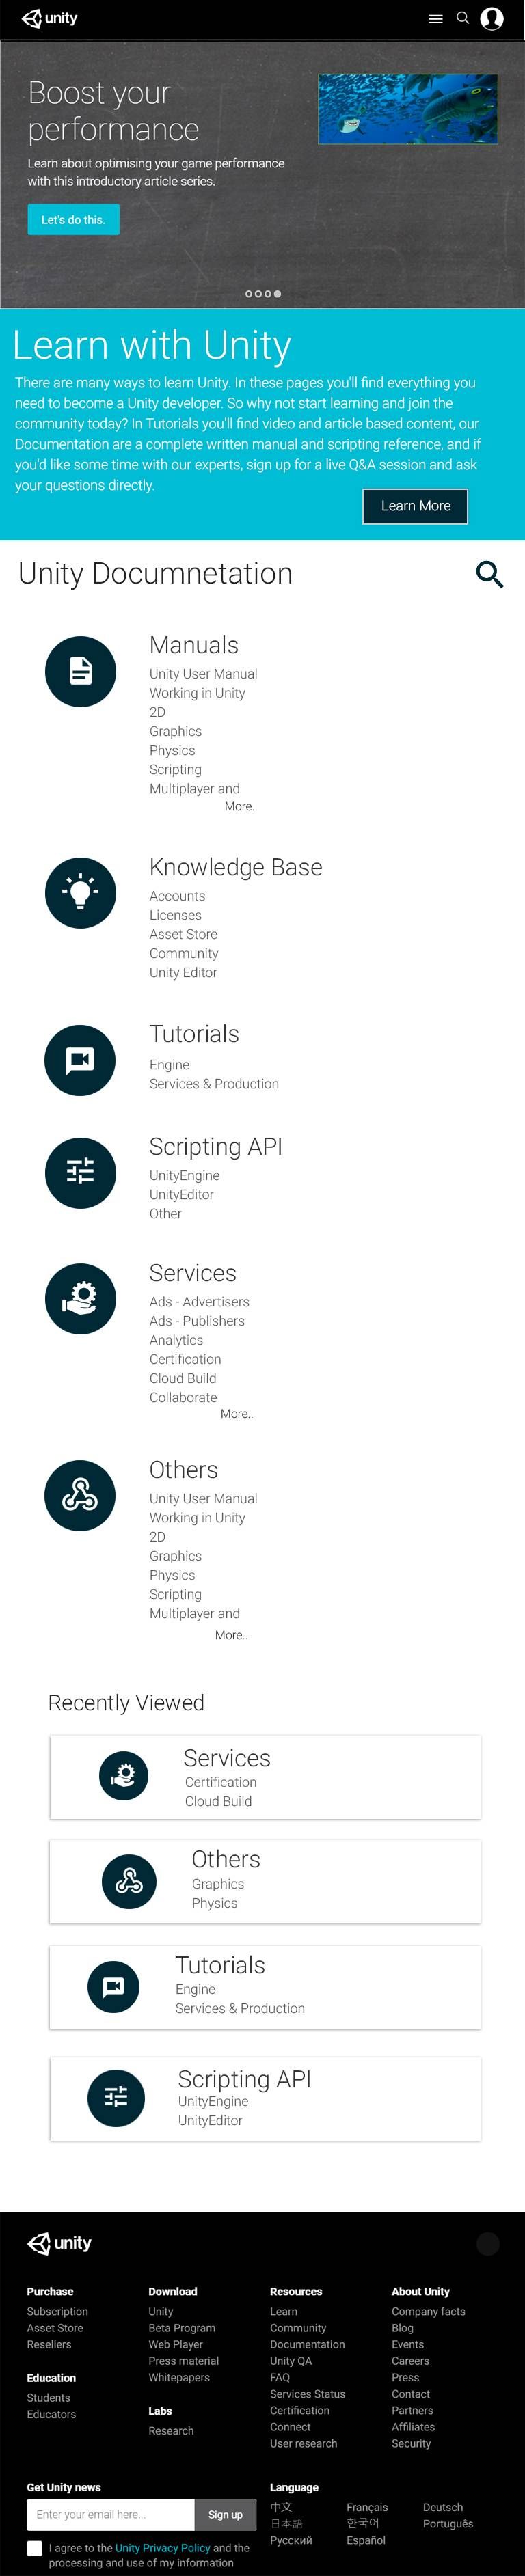 unity
Boost your
performance
Learn about optimising your game performance
with this introductory article series.
Let's do this.
Learn with Unity
There are many ways to learn Unity. In these pages you'll find everything you
need to become a Unity developer. So why not start learning and join the
community today? In Tutorials you'll find video and article based content, our
Documentation are a complete written manual and scripting reference, and if
you'd like some time with our experts, sign up for a live Q&A session and ask
your questions directly.
Learn More
Unity Documnetation
Manuals
Unity User Manual
Working in Unity
2D
Graphics
Physics
Scripting
Multiplayer and
More..
Knowledge Base
Accounts
Licenses
Asset Store
Community
Unity Editor
Tutorials
Engine
Services & Production
Scripting API
UnityEngine
UnityEditor
Other
Services
Ads - Advertisers
Ads - Publishers
Analytics
Certification
Cloud Build
Collaborate
More..
Others
Unity User Manual
Working in Unity
2D
Graphics
Physics
Scripting
Multiplayer and
More..
Recently Viewed
Services
Certification
Cloud Build
Others
Graphics
Physics
Tutorials
Engine
Services & Production
Scripting API
UnityEngine
UnityEditor
unity
Purchase
Subscription
Asset Store
Resellers
Education
Students
Educators
Download
Unity
Beta Program
Web Player
Press material
Whitepapers
Labs
Research
Resources
Learn
Community
Documentation
Unity QA
FAQ
Services Status
Certification
Connect
User research
About Unity
Company facts
Blog
Events
Careers
Press
Contact
Partners
Affiliates
Security
Get Unity news
Enter your email here...
Sign up
I agree to the Unity Privacy Policy and the
processing and use of my information
Language
中文
Français
Deutsch
日本語
한국어
Português
Русский
Español